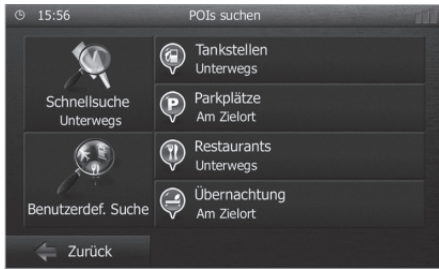 15:56
POIs suchen
Schnellsuche
Unterwegs
Benutzerdef. Suche
Tankstellen
Unterwegs
P
Parkplätze
Am Zielort
Restaurants
Unterwegs
Übernachtung
Am Zielort
Zurück